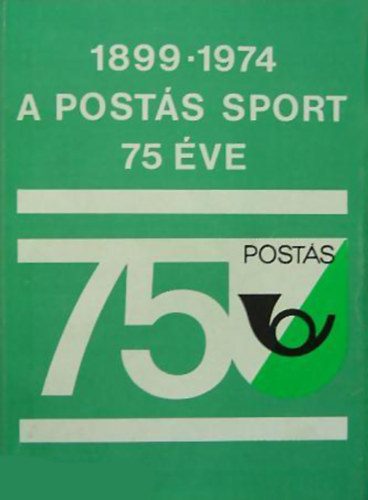 1899·1974
A POSTÁS SPORT
75 ÉVE
75
POSTÁS